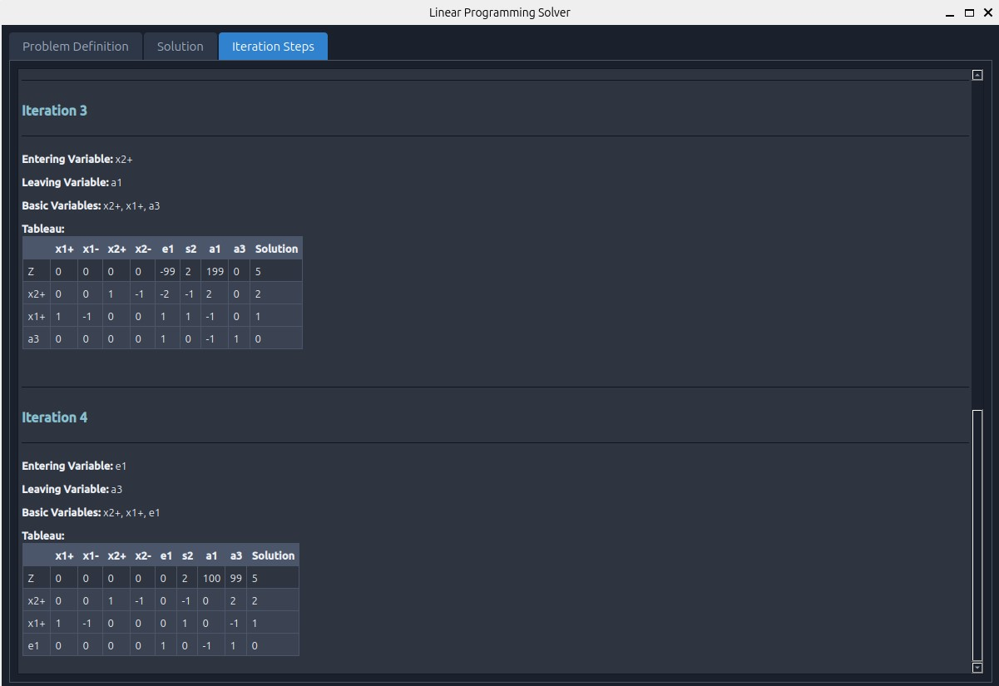 Linear Programming Solver
Problem Definition Solution Iteration Steps
Iteration 3
Entering Variable: x2+
Leaving Variable: a1
Basic Variables: x2+, x1+, a3
Tableau:
x1+ x1- x2+ x2- e1 s2 a1 a3 Solution
Z 0 0 0 0 -99 2 199 0 5
x2+ 0 0 1 -1 -2 -1 2 0 2
x1+ 1 -1 0 0 1 1 -1 0 1
a3 0 0 0 0 1 0 -1 1 0
Iteration 4
Entering Variable: e1
Leaving Variable: a3
Basic Variables: x2+, x1+, e1
Tableau:
x1+ x1- x2+ x2- e1 s2 a1 a3 Solution
Z 0 0 0 0 0 2 100 99 5
x2+ 0 0 1 -1 0 -1 0 2 2
x1+ 1 -1 0 0 0 1 0 -1 1
e1 0 0 0 0 1 0 -1 1 0